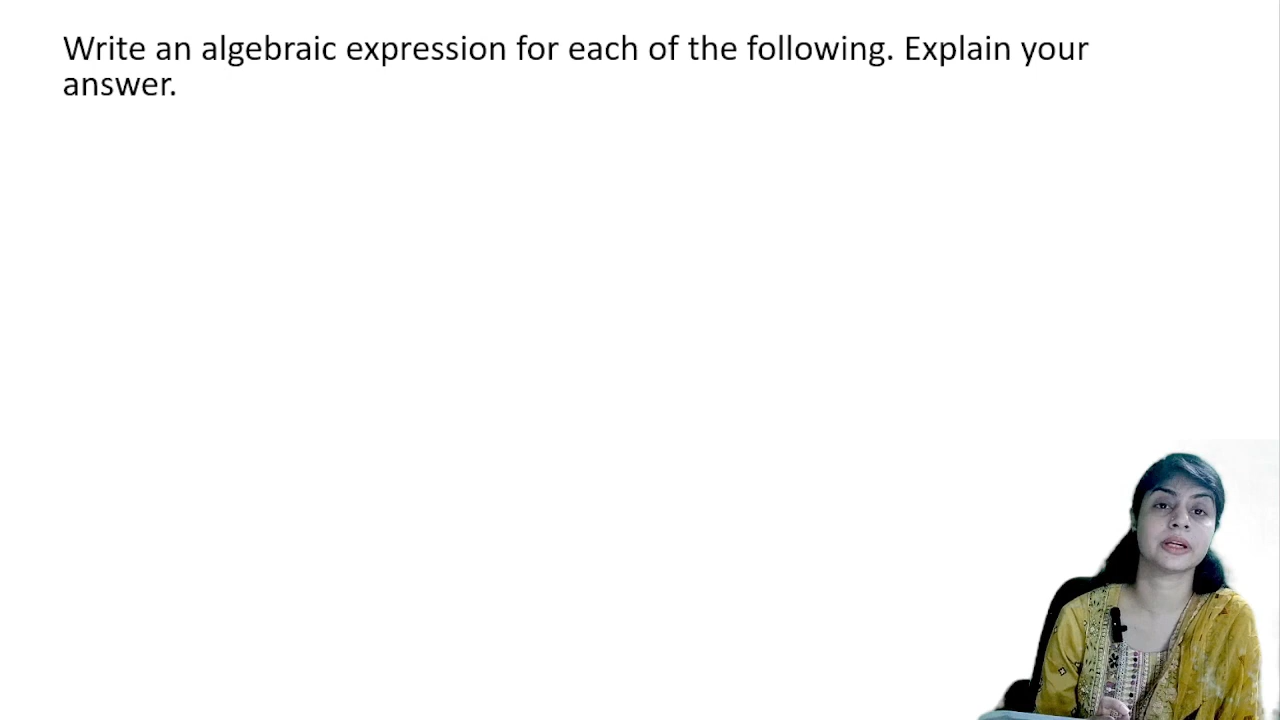 Write an algebraic expression for each of the following. Explain your
answer.